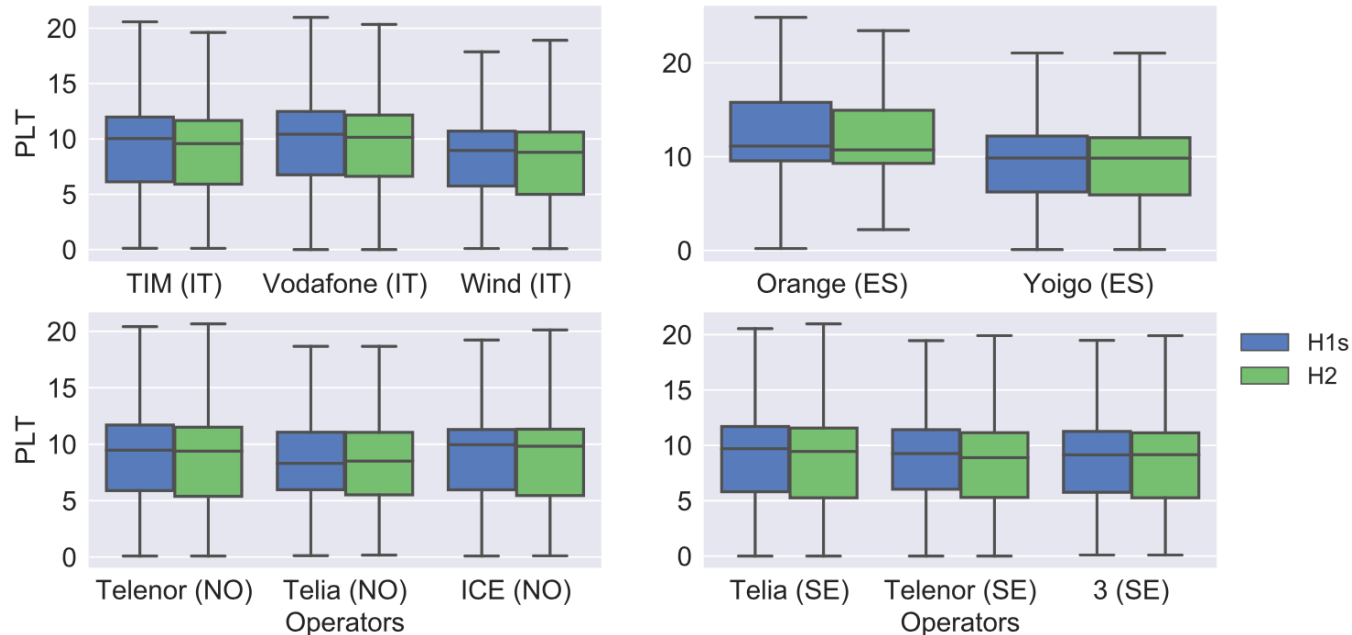 PLT
20
15
10
5
0
TIM (IT) Vodafone (IT) Wind (IT)
20
10
0
Orange (ES) Yoigo (ES)
PLT
20
15
10
5
0
Telenor (NO) Telia (NO) ICE (NO)
Operators
20
15
10
5
0
Telia (SE) Telenor (SE) 3 (SE)
Operators
H1s
H2